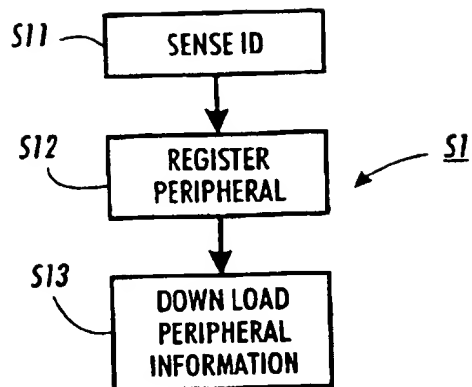 S11
SENSE ID
S12
REGISTER
PERIPHERAL
S1
S13
DOWN LOAD
PERIPHERAL
INFORMATION